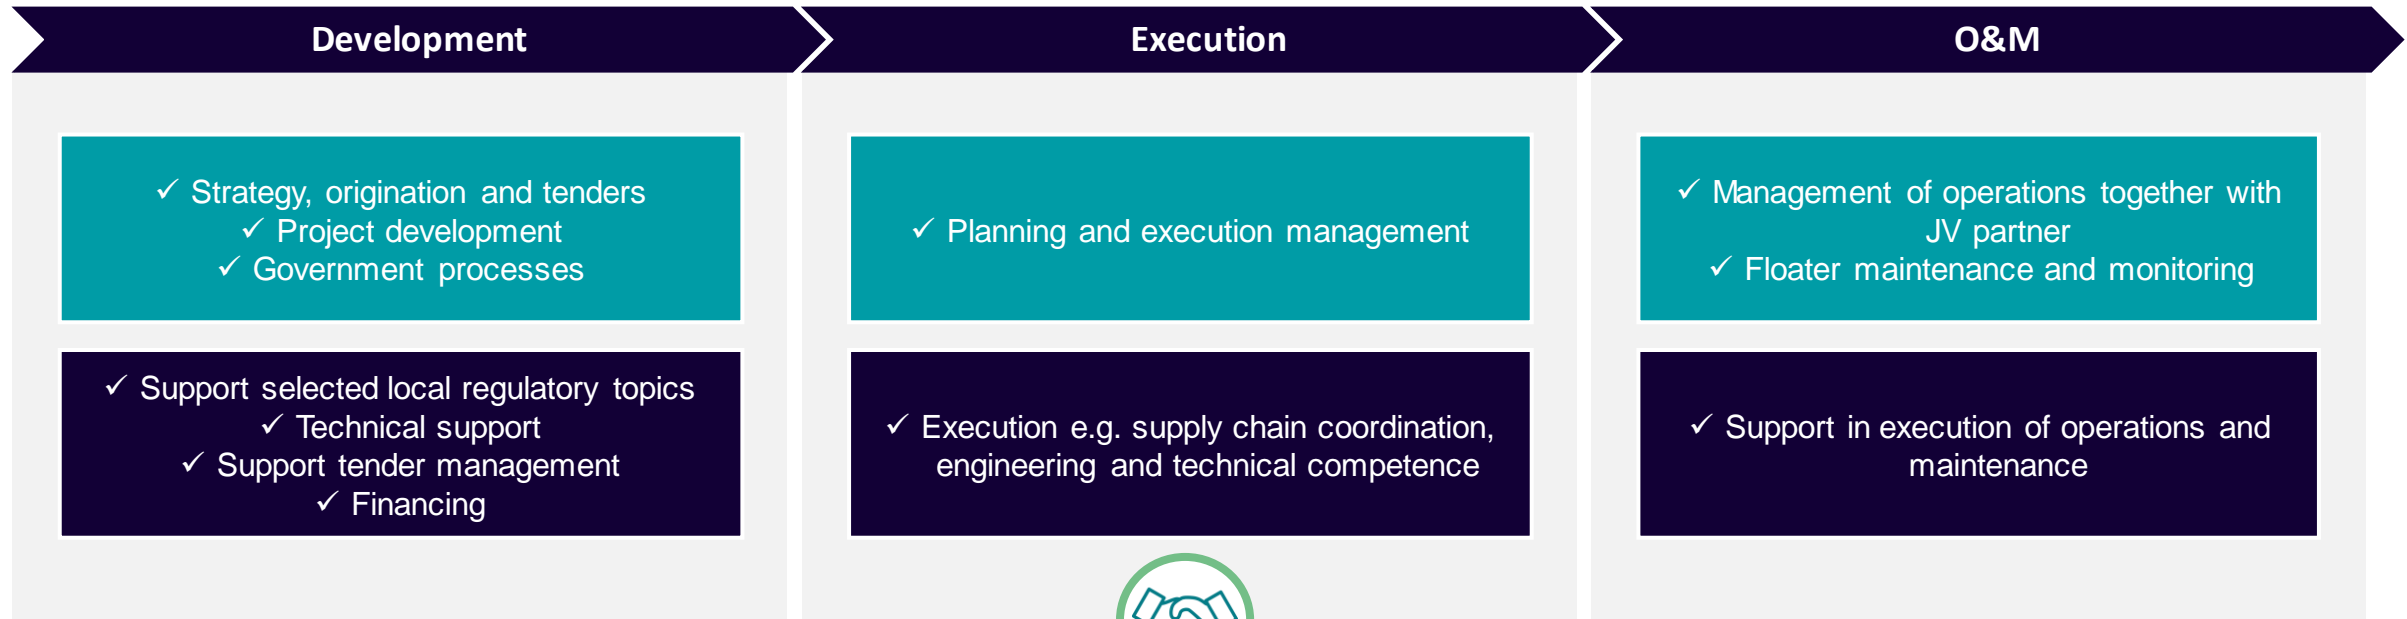 Development
Execution
O&M
✓ Strategy, origination and tenders
✓ Project development
✓ Government processes
✓ Planning and execution management
✓ Management of operations together with
JV partner
✓ Floater maintenance and monitoring
✓ Support selected local regulatory topics
✓ Technical support
✓ Support tender management
✓ Financing
✓ Execution e.g. supply chain coordination,
engineering and technical competence
✓ Support in execution of operations and
maintenance